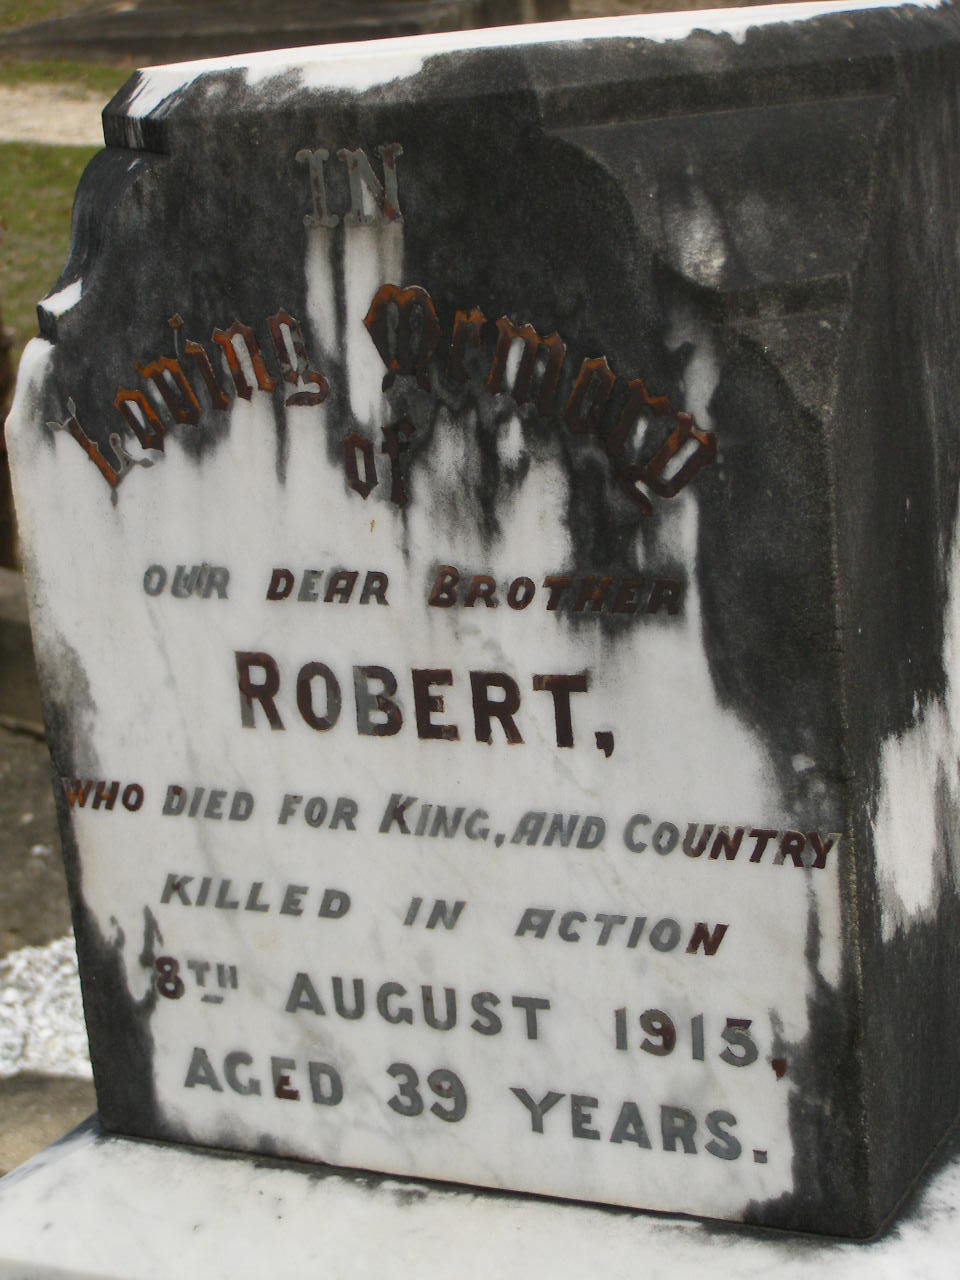 IN
Loving Memory
of
OUR DEAR BROTHER
ROBERT,
WHO DIED FOR KING, AND COUNTRY
KILLED IN ACTION
8TH AUGUST 1915,
AGED 39 YEARS.